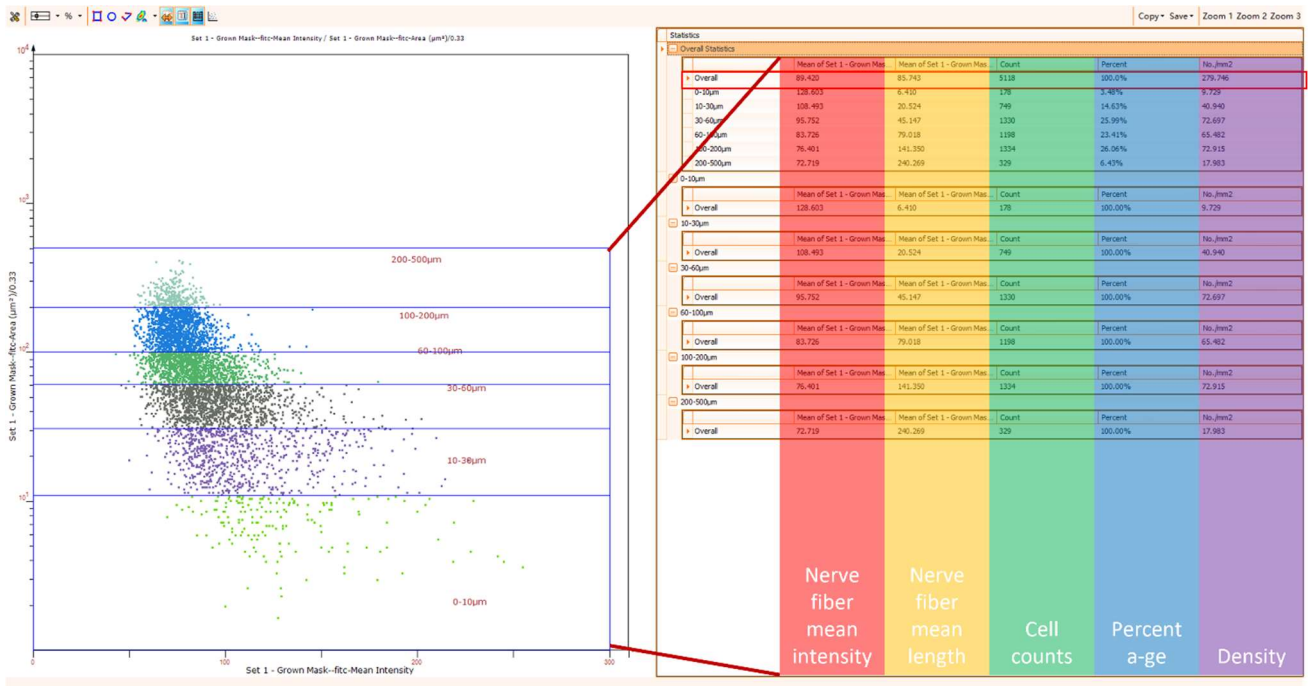 % Copy Save Zoom 1 Zoom 2 Zoom 3
Set 1 - Grown Mask--fitc-Mean Intensity / Set 1 - Grown Mask--fitc-Area (µm²)/0.33
10⁴
10³
10²
10¹
Set 1 - Grown Mask--fitc-Area (µm²)/0.33
200-500µm
100-200µm
60-100µm
30-60µm
10-30µm
0-10µm
0 100 200 300
Set 1 - Grown Mask--fitc-Mean Intensity
Statistics
Overall Statistics
Mean of Set 1 - Grown Mas... Mean of Set 1 - Grown Mas... Count Percent No./mm2
Overall 89.420 85.743 5118 100.0% 279.746
0-10µm 128.603 6.410 178 3.48% 9.729
10-30µm 108.493 20.524 749 14.63% 40.940
30-60µm 95.752 45.147 1330 25.99% 72.697
60-100µm 83.726 79.018 1198 23.41% 65.482
100-200µm 76.401 141.350 1334 26.06% 72.915
200-500µm 72.719 240.269 329 6.43% 17.983
0-10µm
Mean of Set 1 - Grown Mas... Mean of Set 1 - Grown Mas... Count Percent No./mm2
Overall 128.603 6.410 178 100.00% 9.729
10-30µm
Mean of Set 1 - Grown Mas... Mean of Set 1 - Grown Mas... Count Percent No./mm2
Overall 108.493 20.524 749 100.00% 40.940
30-60µm
Mean of Set 1 - Grown Mas... Mean of Set 1 - Grown Mas... Count Percent No./mm2
Overall 95.752 45.147 1330 100.00% 72.697
60-100µm
Mean of Set 1 - Grown Mas... Mean of Set 1 - Grown Mas... Count Percent No./mm2
Overall 83.726 79.018 1198 100.00% 65.482
100-200µm
Mean of Set 1 - Grown Mas... Mean of Set 1 - Grown Mas... Count Percent No./mm2
Overall 76.401 141.350 1334 100.00% 72.915
200-500µm
Mean of Set 1 - Grown Mas... Mean of Set 1 - Grown Mas... Count Percent No./mm2
Overall 72.719 240.269 329 100.00% 17.983
Nerve
fiber
mean
intensity
Nerve
fiber
mean
length
Cell
counts
Percent
a-ge
Density